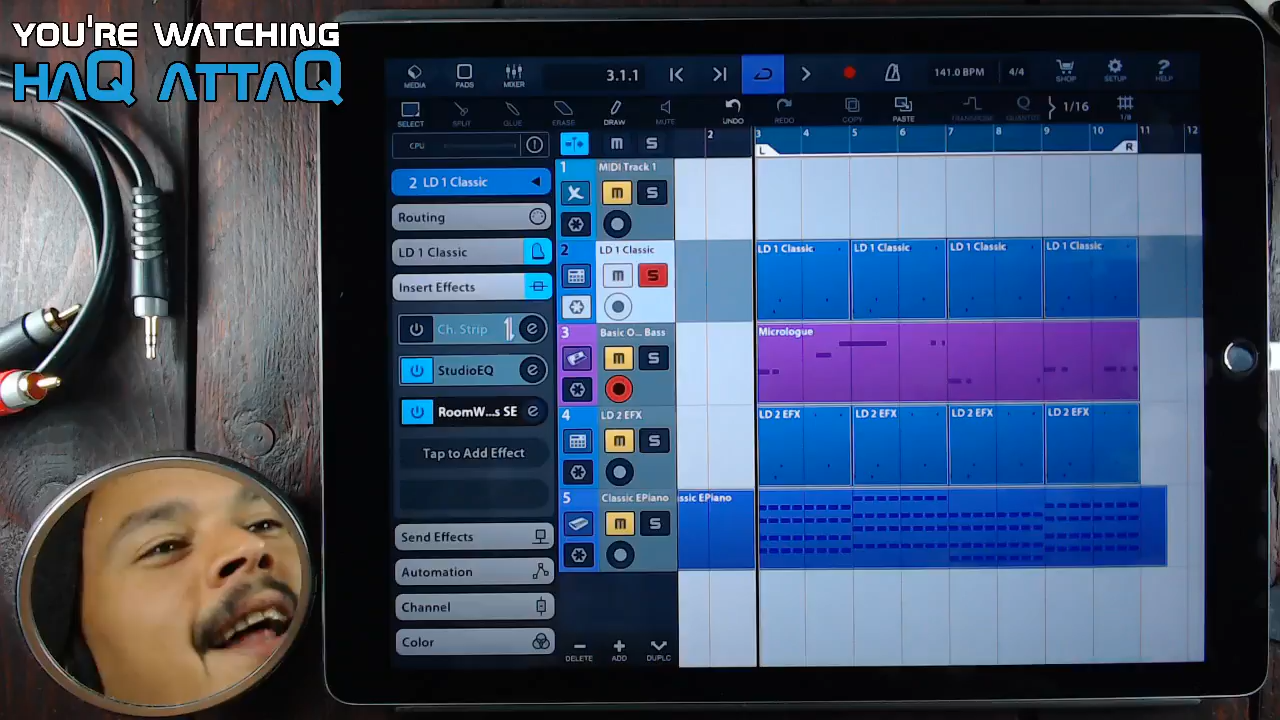 YOU'RE WATCHING
HAQ ATTAQ
MEDIA PADS MIXER 3.1.1 141.0 BPM 4/4 SHOP SETUP HELP
SELECT SPLIT GLUE ERASE DRAW MUTE UNDO REDO COPY PASTE TRANSPOSE QUANTIZE 1/16 1/8
CPU M S 2 3 4 5 6 7 8 9 10 11 12
L R
2 LD 1 Classic
Routing
LD 1 Classic
Insert Effects
Ch. Strip e
StudioEQ e
RoomW...s SE e
Tap to Add Effect
Send Effects
Automation
Channel
Color
1 MIDI Track 1
M S
2 LD 1 Classic
M S
LD 1 Classic LD 1 Classic LD 1 Classic LD 1 Classic
3 Basic O... Bass
M S
Micrologue
4 LD 2 EFX
M S
LD 2 EFX LD 2 EFX LD 2 EFX LD 2 EFX
5 Classic EPiano
M S
ssic EPiano
DELETE ADD DUPLC